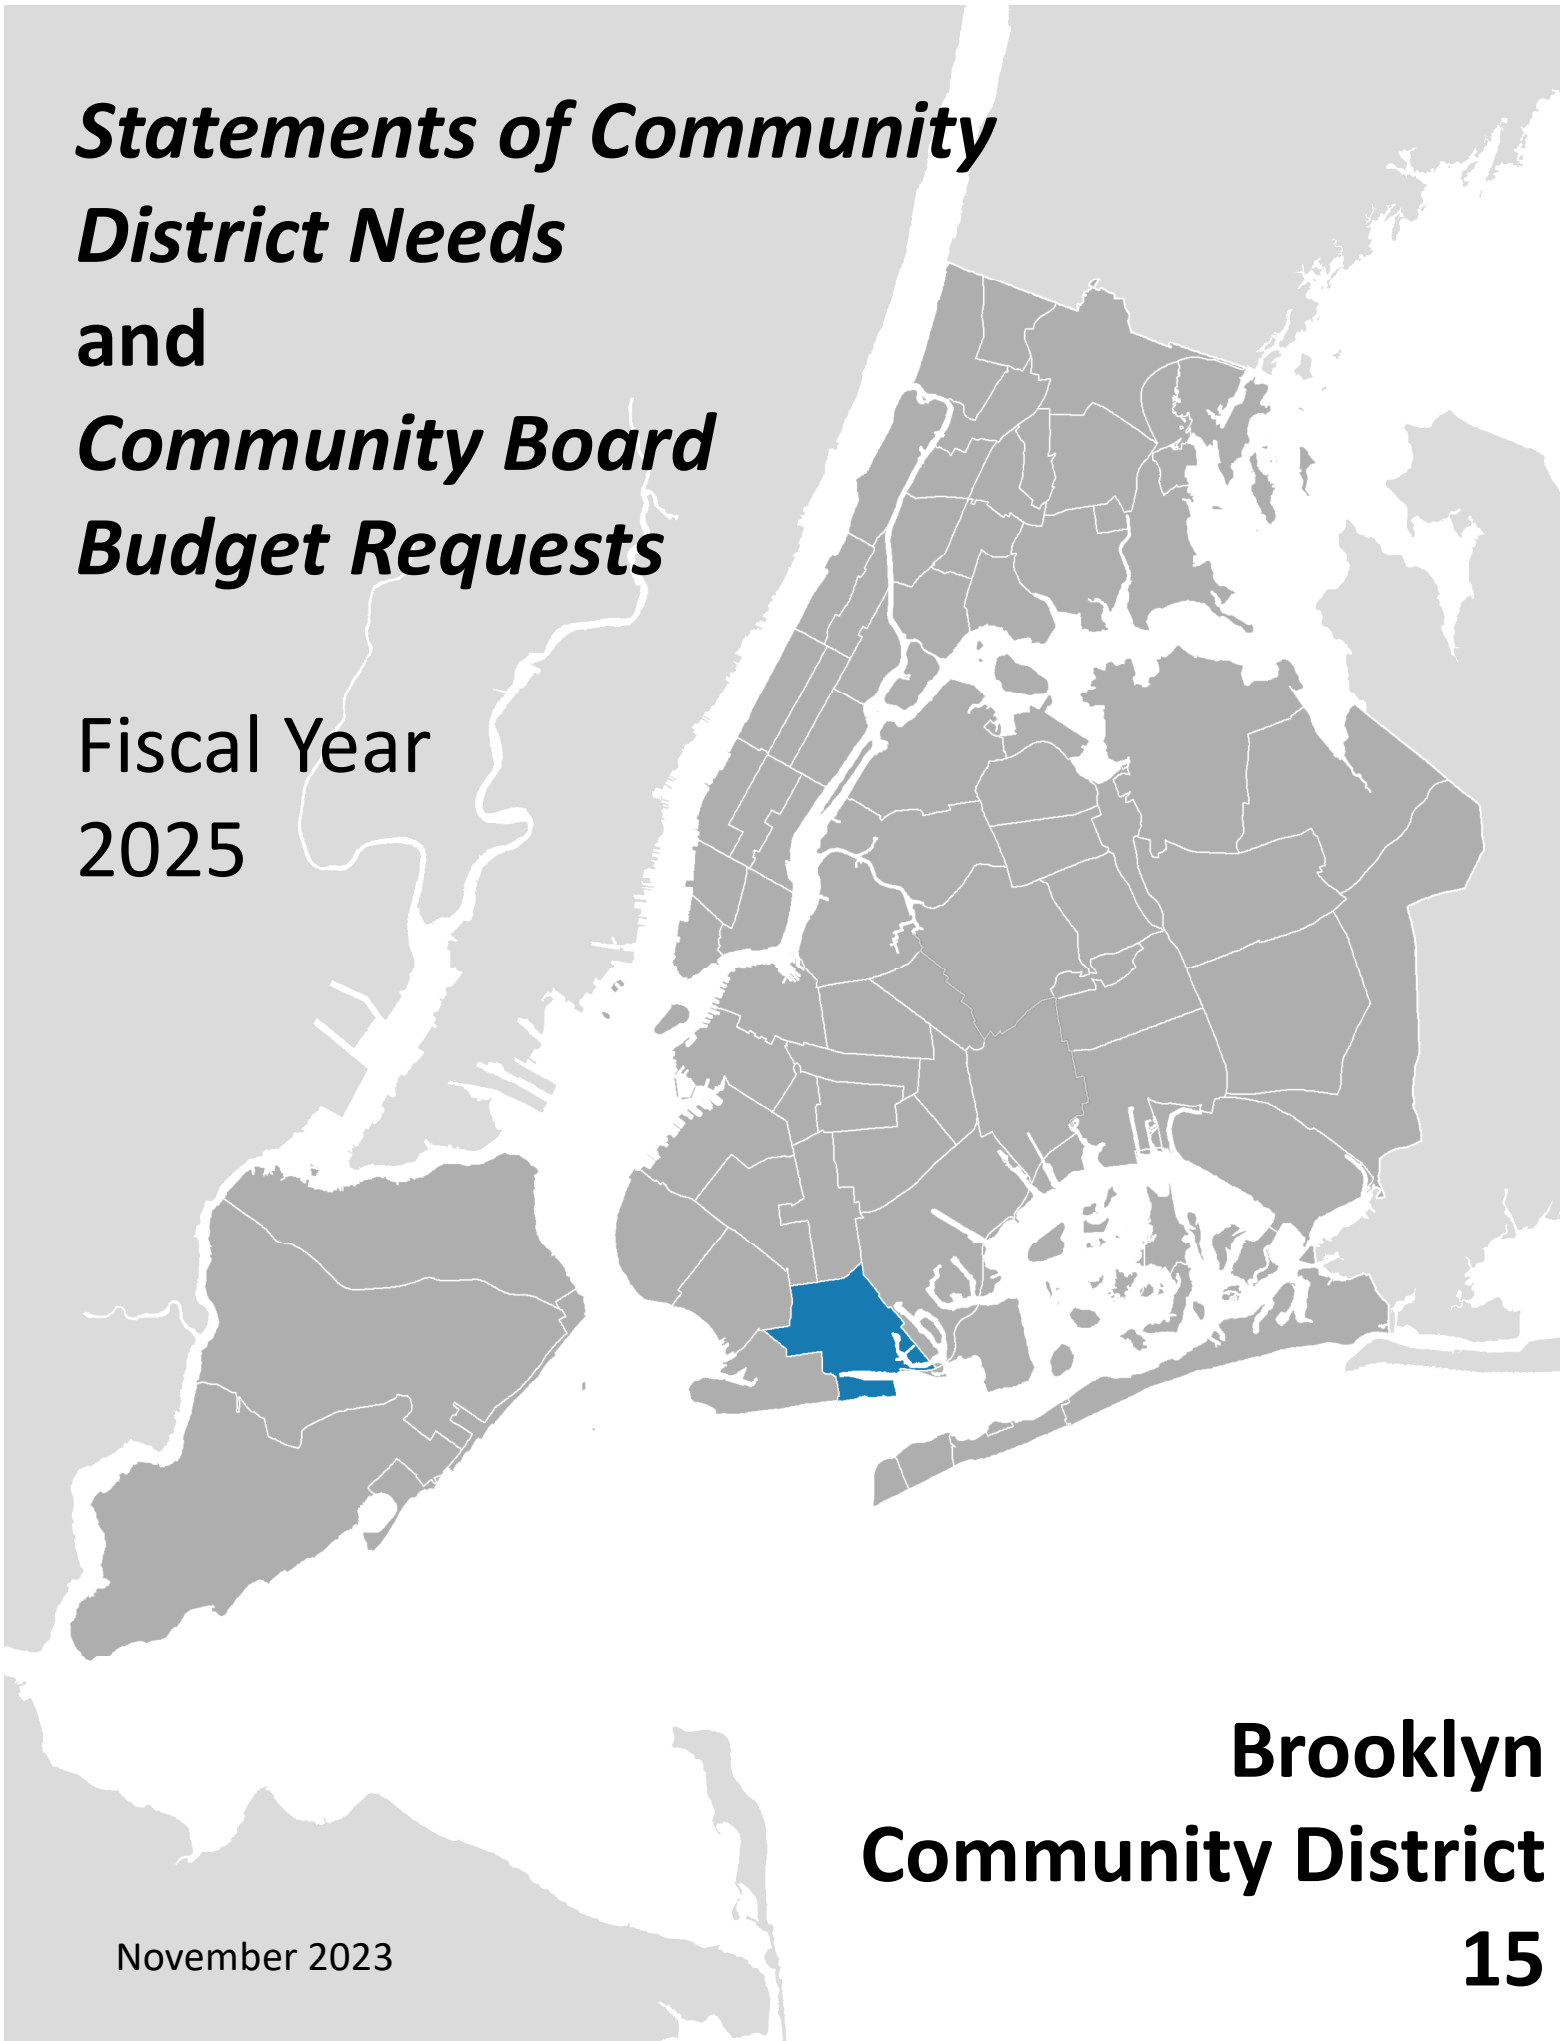 Statements of Community
District Needs
and
Community Board
Budget Requests
Fiscal Year
2025
Brooklyn
Community District
15
November 2023